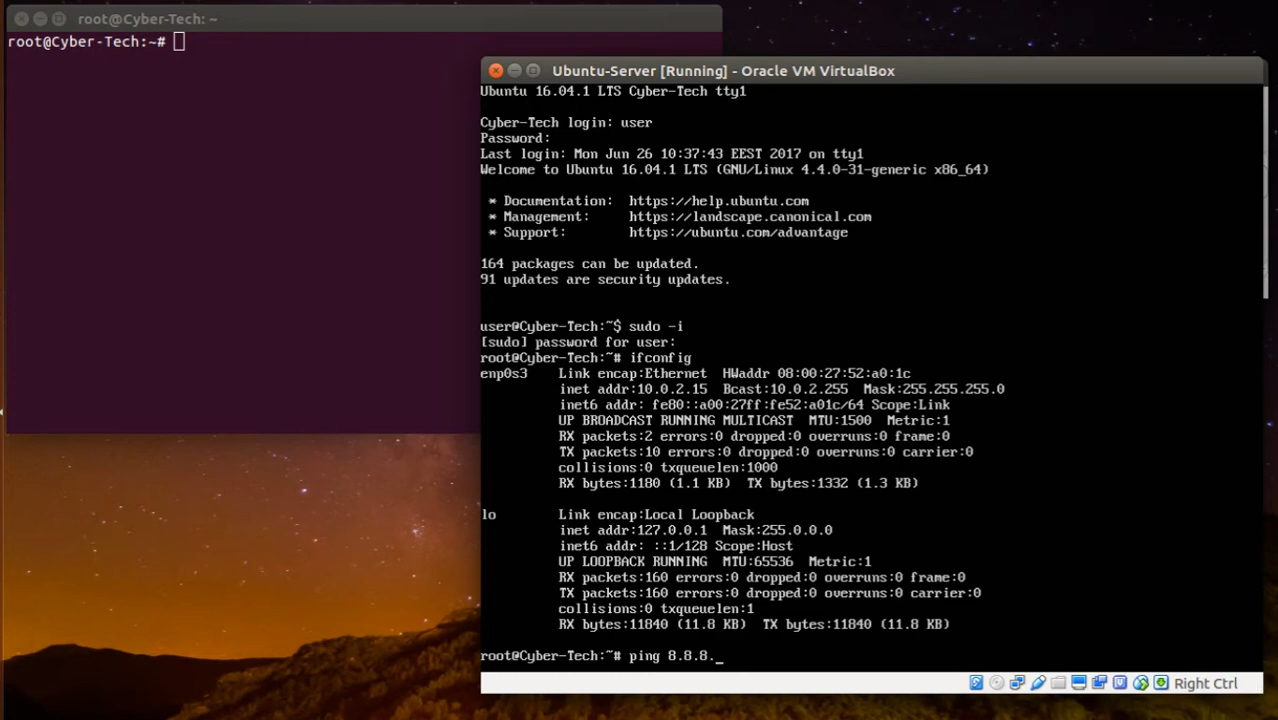 root@Cyber-Tech: ~
root@Cyber-Tech:~#
Ubuntu-Server [Running] - Oracle VM VirtualBox
Ubuntu 16.04.1 LTS Cyber-Tech tty1
Cyber-Tech login: user
Password:
Last login: Mon Jun 26 10:37:43 EEST 2017 on tty1
Welcome to Ubuntu 16.04.1 LTS (GNU/Linux 4.4.0-31-generic x86_64)
* Documentation:  https://help.ubuntu.com
* Management:     https://landscape.canonical.com
* Support:        https://ubuntu.com/advantage
164 packages can be updated.
91 updates are security updates.
user@Cyber-Tech:~$ sudo -i
[sudo] password for user:
root@Cyber-Tech:~# ifconfig
enp0s3    Link encap:Ethernet  HWaddr 08:00:27:52:a0:1c
inet addr:10.0.2.15  Bcast:10.0.2.255  Mask:255.255.255.0
inet6 addr: fe80::a00:27ff:fe52:a01c/64 Scope:Link
UP BROADCAST RUNNING MULTICAST  MTU:1500  Metric:1
RX packets:2 errors:0 dropped:0 overruns:0 frame:0
TX packets:10 errors:0 dropped:0 overruns:0 carrier:0
collisions:0 txqueuelen:1000
RX bytes:1180 (1.1 KB)  TX bytes:1332 (1.3 KB)
lo        Link encap:Local Loopback
inet addr:127.0.0.1  Mask:255.0.0.0
inet6 addr: ::1/128 Scope:Host
UP LOOPBACK RUNNING  MTU:65536  Metric:1
RX packets:160 errors:0 dropped:0 overruns:0 frame:0
TX packets:160 errors:0 dropped:0 overruns:0 carrier:0
collisions:0 txqueuelen:1
RX bytes:11840 (11.8 KB)  TX bytes:11840 (11.8 KB)
root@Cyber-Tech:~# ping 8.8.8._
Right Ctrl